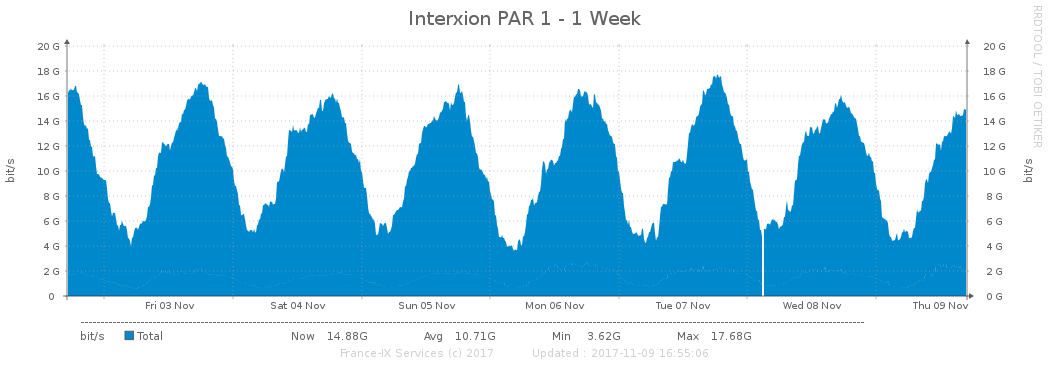 Interxion PAR 1 - 1 Week
RRDTOOL / TOBI OETIKER
bit/s
20 G
18 G
16 G
14 G
12 G
10 G
8 G
6 G
4 G
2 G
0
20 G
18 G
16 G
14 G
12 G
10 G
8 G
6 G
4 G
2 G
0 G
bit/s
Fri 03 Nov Sat 04 Nov Sun 05 Nov Mon 06 Nov Tue 07 Nov Wed 08 Nov Thu 09 Nov
bit/s Total Now 14.88G Avg 10.71G Min 3.62G Max 17.68G
France-IX Services (c) 2017 Updated : 2017-11-09 16:55:06